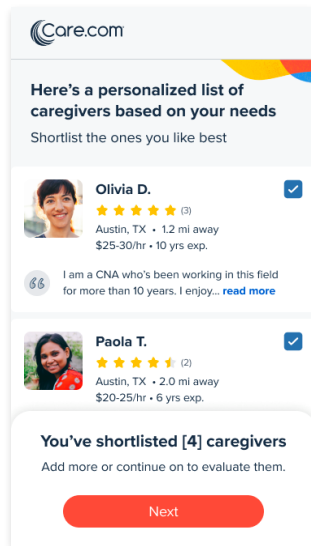 Care.com
Here's a personalized list of
caregivers based on your needs
Shortlist the ones you like best
Olivia D.
(3)
Austin, TX • 1.2 mi away
$25-30/hr • 10 yrs exp.
I am a CNA who's been working in this field
for more than 10 years. I enjoy... read more
Paola T.
(2)
Austin, TX • 2.0 mi away
$20-25/hr • 6 yrs exp.
You've shortlisted [4] caregivers
Add more or continue on to evaluate them.
Next